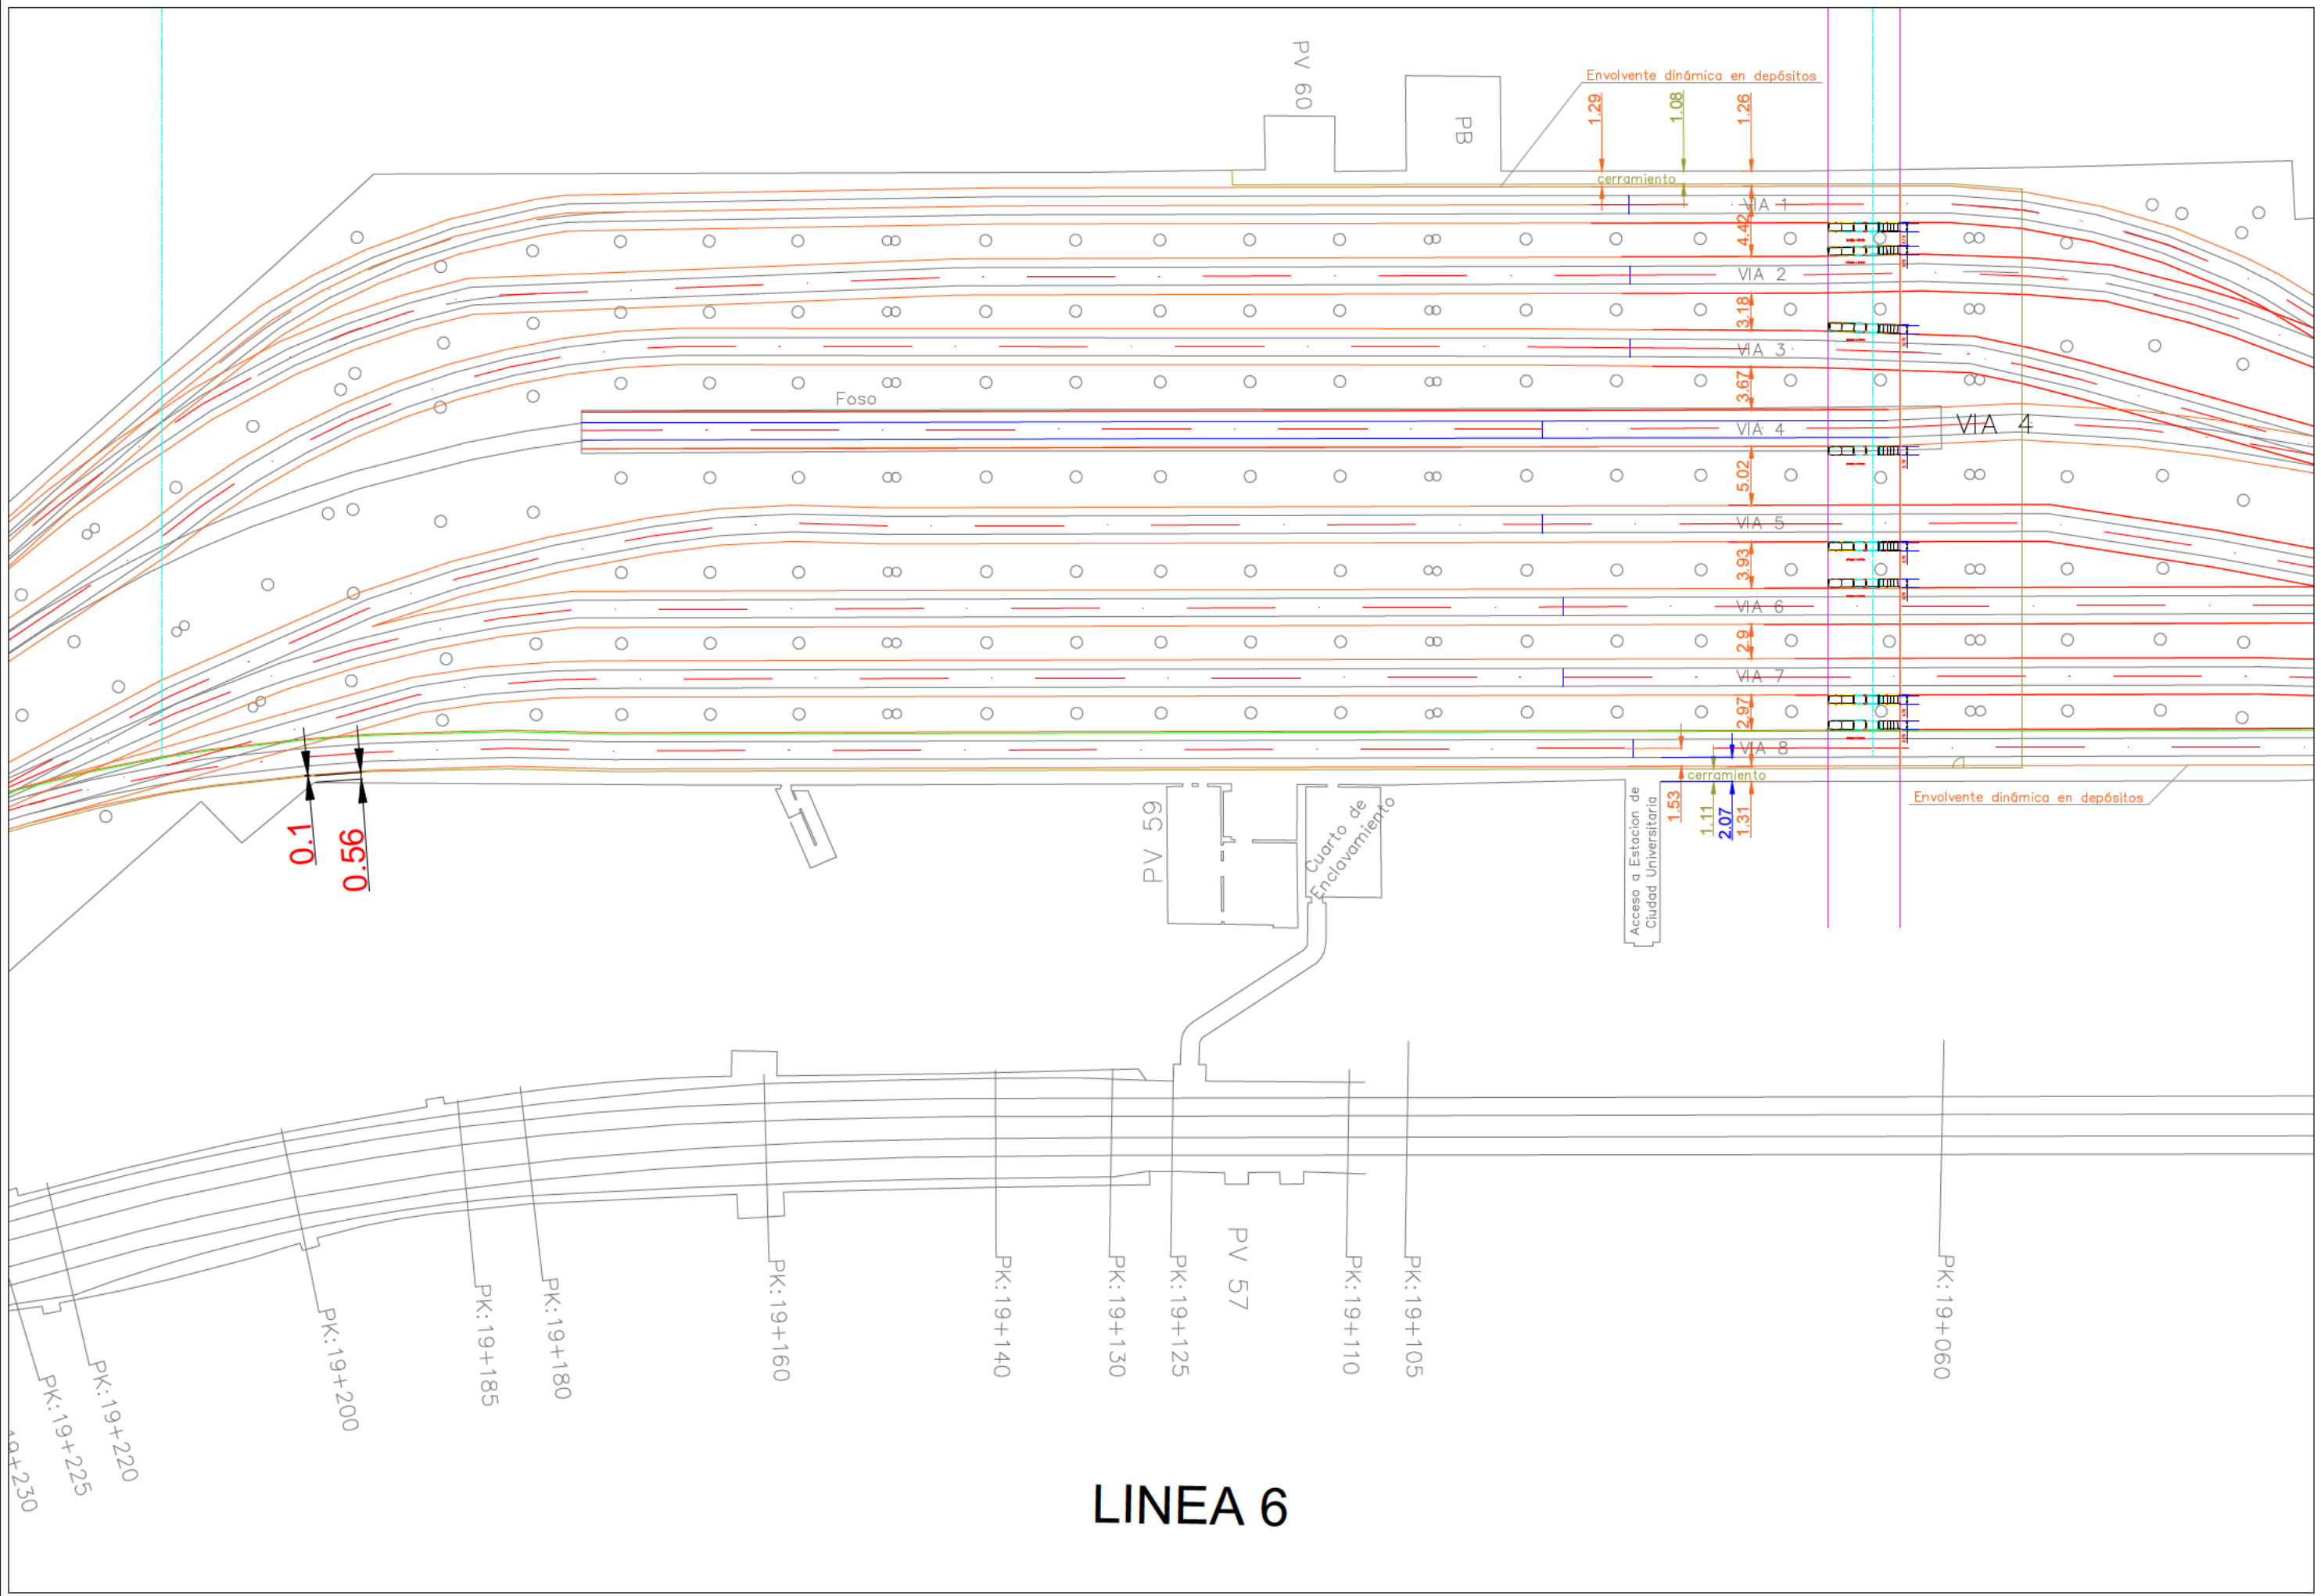 PV 60
PB
Envolvente dinámica en depósitos
1.29
1.08
1.26
cerramiento
VIA 1
4.42
VIA 2
3.18
VIA 3
3.67
Foso
VIA 4
VIA 4
5.02
VIA 5
3.93
VIA 6
2.9
VIA 7
2.97
VIA 8
cerramiento
1.53
1.11
2.07
1.31
Envolvente dinámica en depósitos
0.1
0.56
PV 59
Cuarto de
Enclavamiento
Acceso a Estacion de
Ciudad Universitaria
19+230
PK:19+225
PK:19+220
PK:19+200
PK:19+185
PK:19+180
PK:19+160
PK:19+140
PK:19+130
PK:19+125
PV 57
PK:19+110
PK:19+105
PK:19+060
LINEA 6